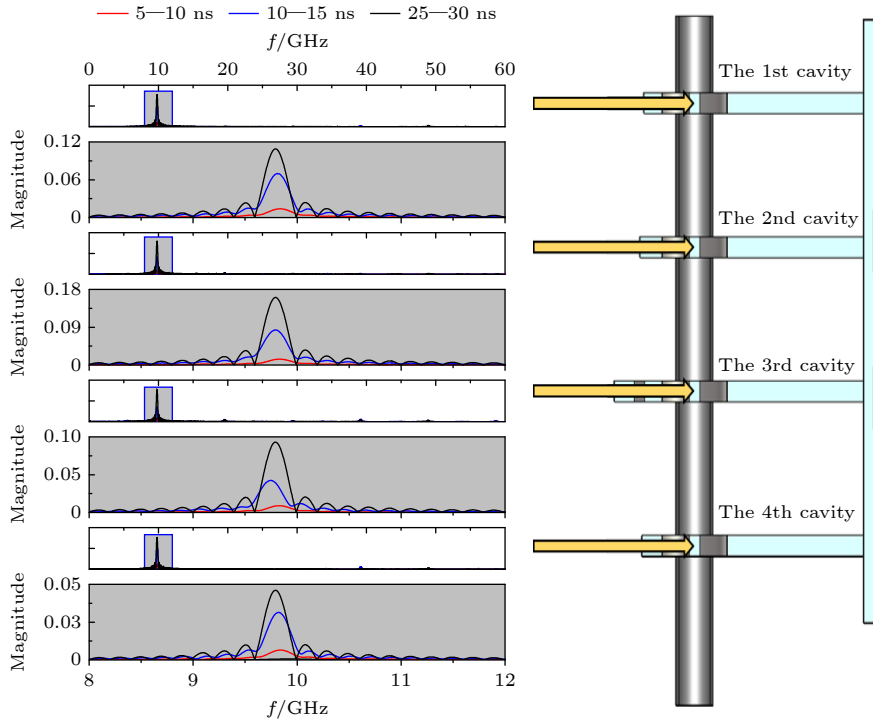 5—10 ns 10—15 ns 25—30 ns
f/GHz
0 10 20 30 40 50 60
Magnitude
0.12
0.06
0
Magnitude
0.18
0.09
0
Magnitude
0.10
0.05
0
Magnitude
0.05
0.03
0
8 9 10 11 12
f/GHz
The 1st cavity
The 2nd cavity
The 3rd cavity
The 4th cavity